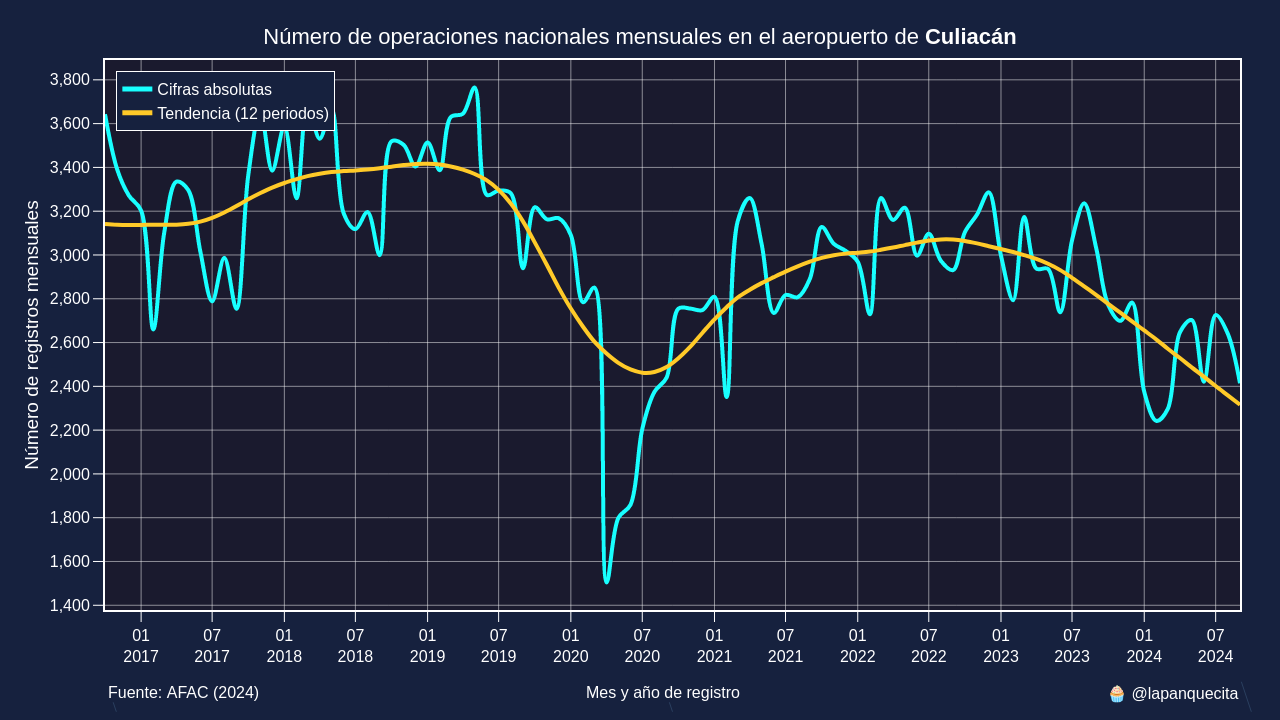 Número de operaciones nacionales mensuales en el aeropuerto de Culiacán
Cifras absolutas
Tendencia (12 periodos)
Número de registros mensuales
3,800
3,600
3,400
3,200
3,000
2,800
2,600
2,400
2,200
2,000
1,800
1,600
1,400
01 07 01 07 01 07 01 07 01 07 01 07 01 07 01 07
2017 2017 2018 2018 2019 2019 2020 2020 2021 2021 2022 2022 2023 2023 2024 2024
Fuente: AFAC (2024) Mes y año de registro 🧁 @lapanquecita